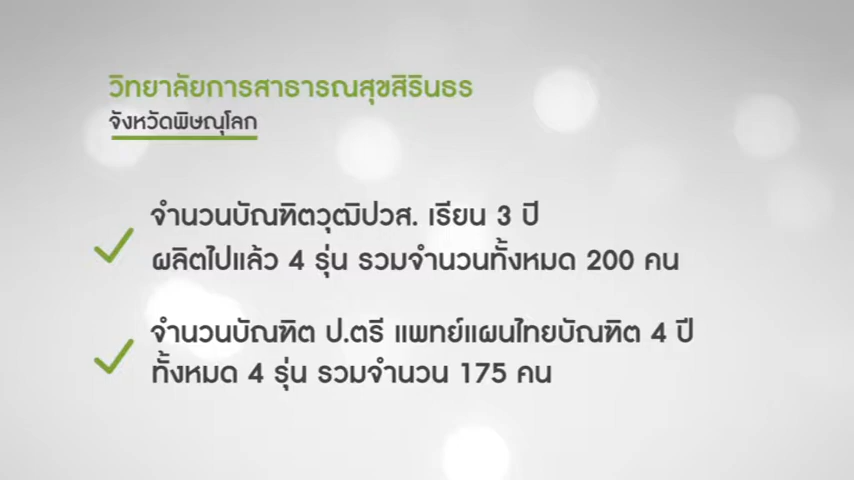 วิทยาลัยการสาธารณสุขสิรินธร
จังหวัดพิษณุโลก
จำนวนบัณฑิตวุฒิปวส. เรียน 3 ปี
ผลิตไปแล้ว 4 รุ่น รวมจำนวนทั้งหมด 200 คน
จำนวนบัณฑิต ป.ตรี แพทย์แผนไทยบัณฑิต 4 ปี
ทั้งหมด 4 รุ่น รวมจำนวน 175 คน